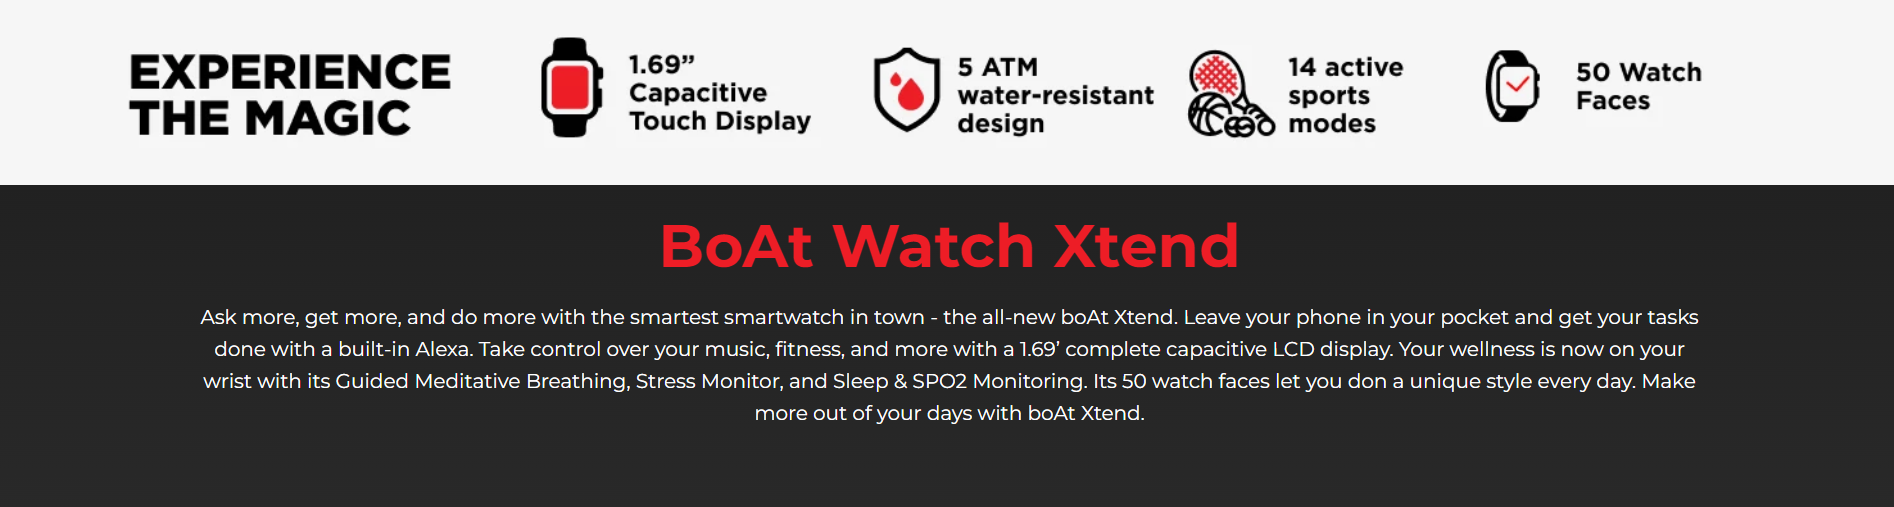 EXPERIENCE
THE MAGIC
1.69”
Capacitive
Touch Display
5 ATM
water-resistant
design
14 active
sports
modes
50 Watch
Faces
BoAt Watch Xtend
Ask more, get more, and do more with the smartest smartwatch in town - the all-new boAt Xtend. Leave your phone in your pocket and get your tasks
done with a built-in Alexa. Take control over your music, fitness, and more with a 1.69’ complete capacitive LCD display. Your wellness is now on your
wrist with its Guided Meditative Breathing, Stress Monitor, and Sleep & SPO2 Monitoring. Its 50 watch faces let you don a unique style every day. Make
more out of your days with boAt Xtend.